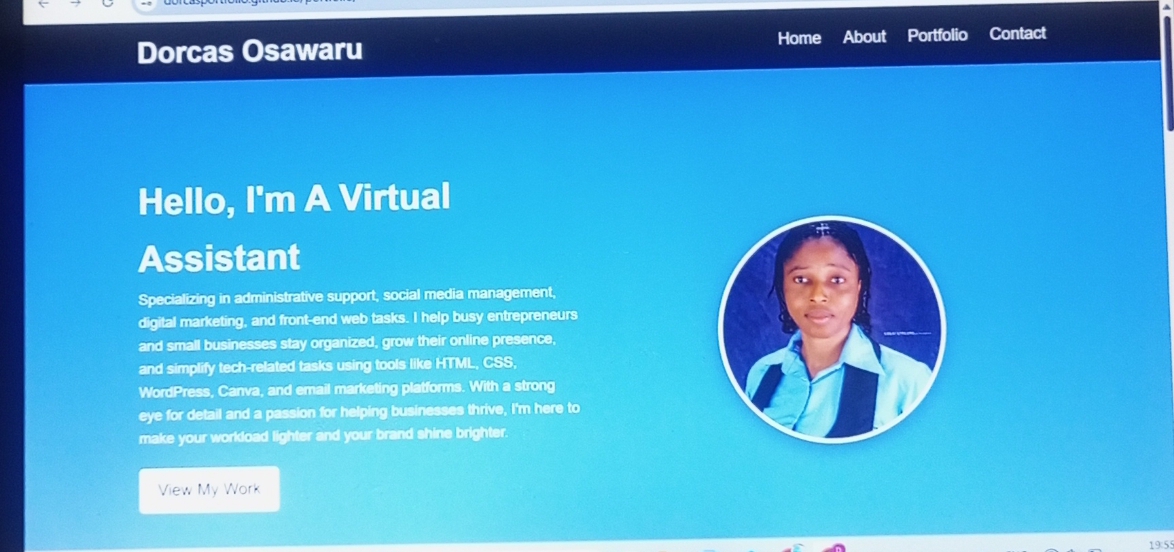 Dorcas Osawaru
Home About Portfolio Contact
Hello, I'm A Virtual
Assistant
Specializing in administrative support, social media management,
digital marketing, and front-end web tasks. I help busy entrepreneurs
and small businesses stay organized, grow their online presence,
and simplify tech-related tasks using tools like HTML, CSS,
WordPress, Canva, and email marketing platforms. With a strong
eye for detail and a passion for helping businesses thrive, I'm here to
make your workload lighter and your brand shine brighter.
View My Work